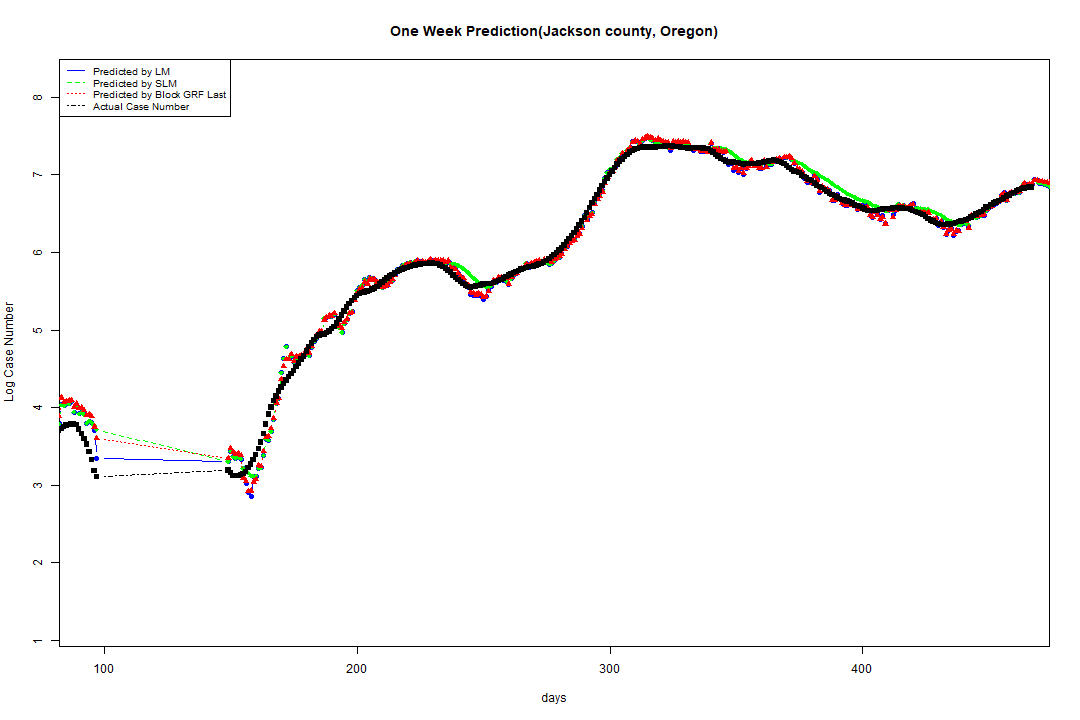 One Week Prediction(Jackson county, Oregon)
Predicted by LM
Predicted by SLM
Predicted by Block GRF Last
Actual Case Number
8
7
6
5
4
3
2
1
Log Case Number
100 200 300 400
days